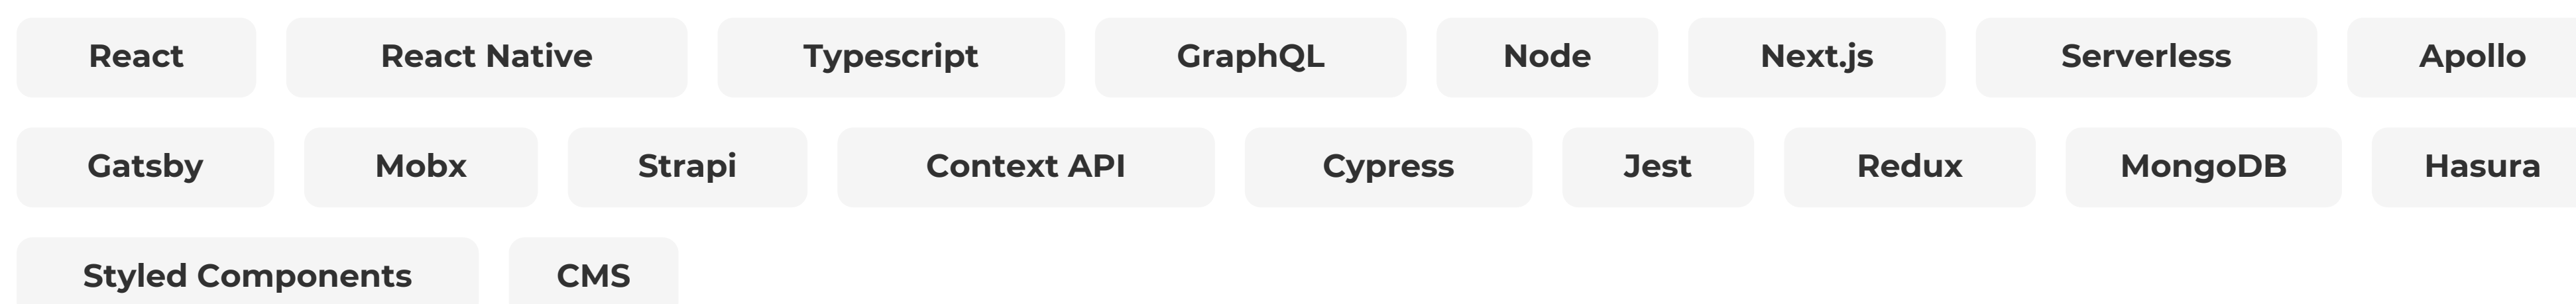 React React Native Typescript GraphQL Node Next.js Serverless Apollo
Gatsby Mobx Strapi Context API Cypress Jest Redux MongoDB Hasura
Styled Components CMS